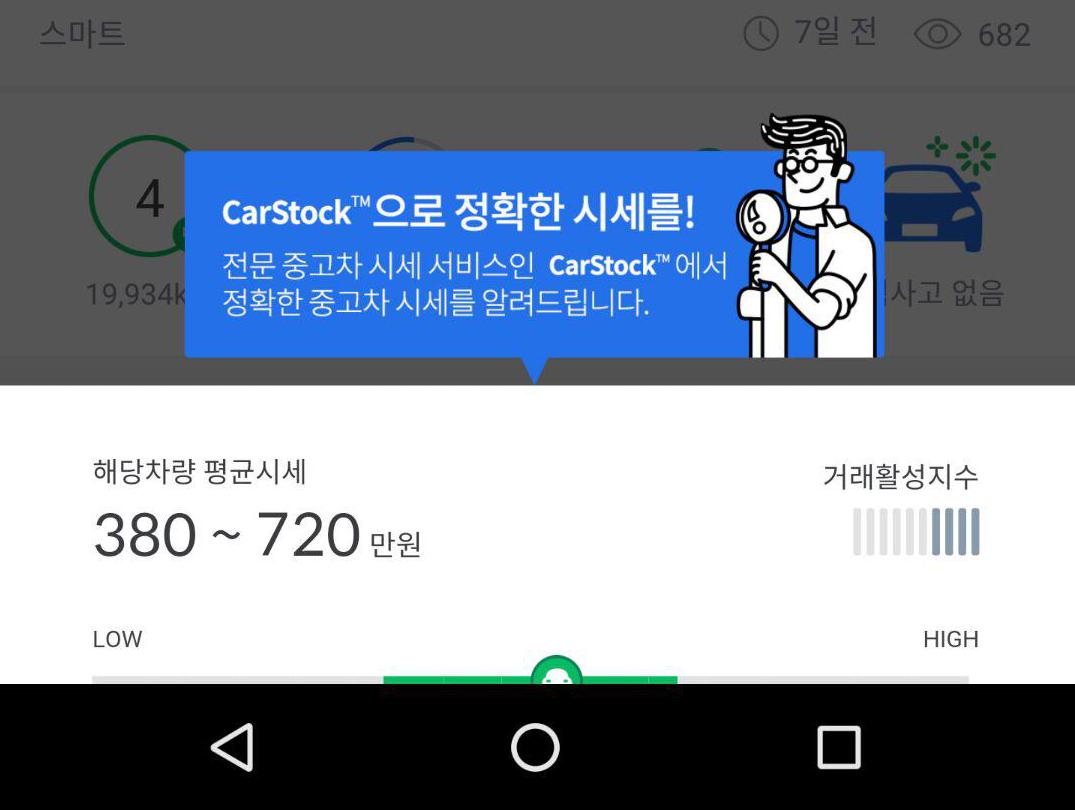 스마트
7일 전
682
4
CarStock™으로 정확한 시세를!
전문 중고차 시세 서비스인 CarStock™에서
정확한 중고차 시세를 알려드립니다.
사고 없음
해당차량 평균시세
거래활성지수
380 ~ 720 만원
LOW
HIGH